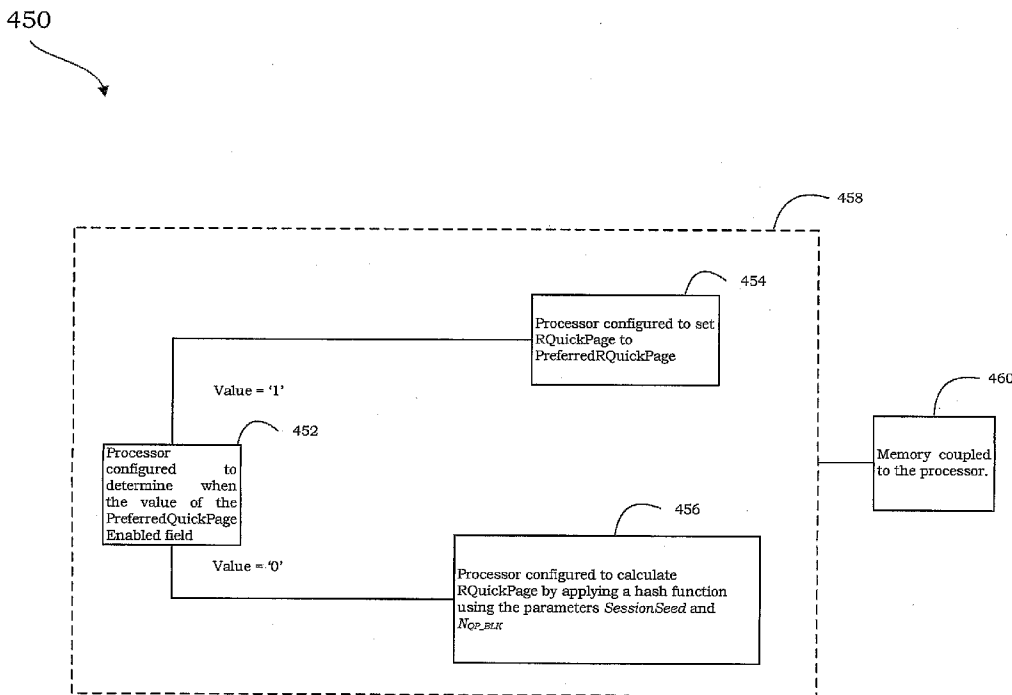 450
458
454
Processor configured to set
RQuickPage to
PreferredRQuickPage
Value = '1'
460
452
Memory coupled
to the processor.
Processor
configured to
determine when
the value of the
PreferredQuickPage
Enabled field
456
Value = '0'
Processor configured to calculate
RQuickPage by applying a hash function
using the parameters SessionSeed and
NQP_BLK